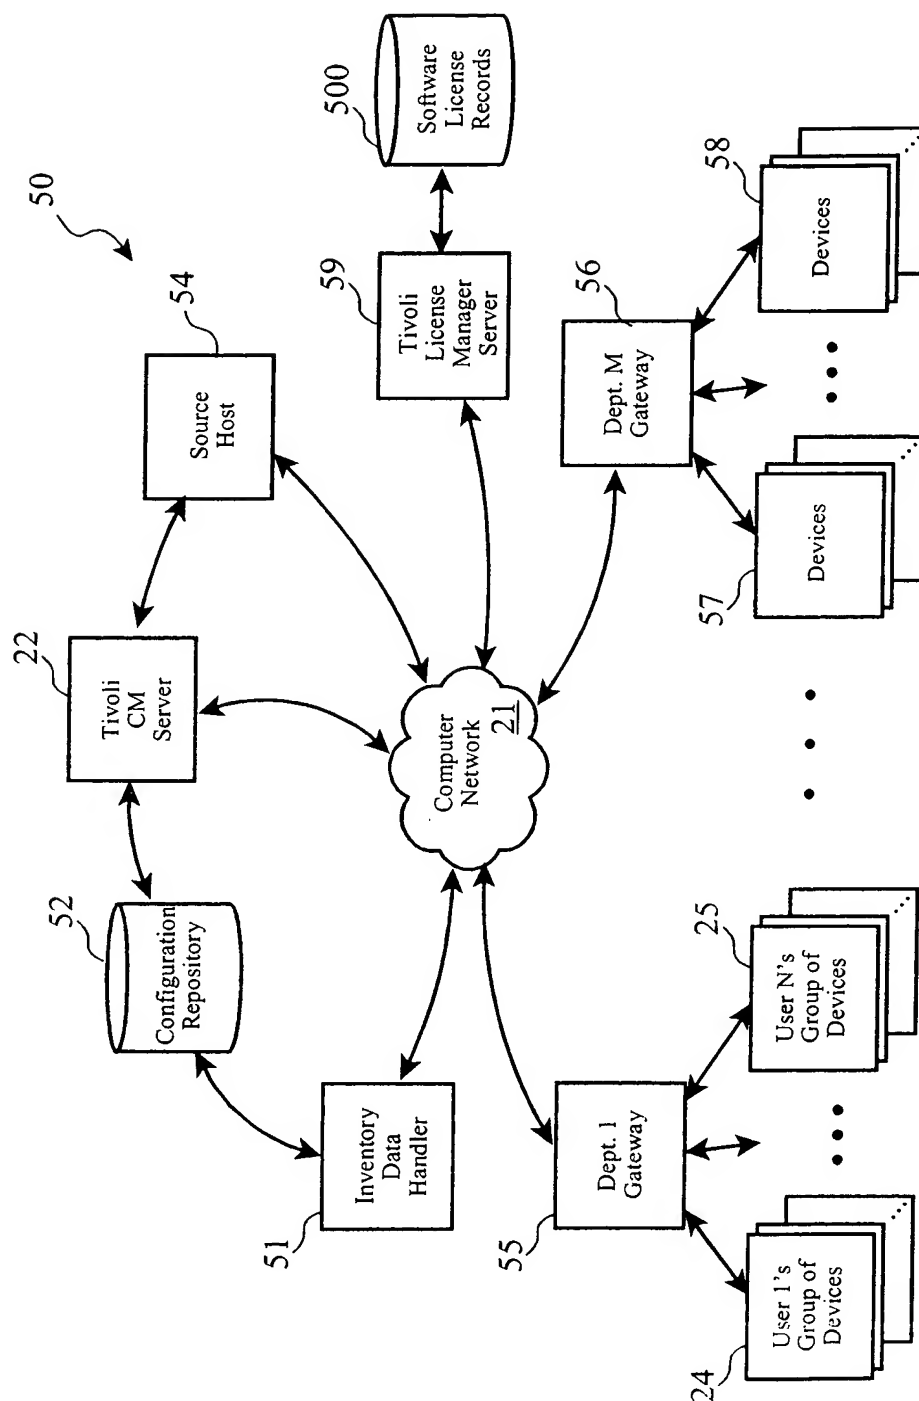 50
500
Software
License
Records
59
Tivoli
License
Manager
Server
54
Source
Host
22
Tivoli
CM
Server
52
Configuration
Repository
51
Inventory
Data
Handler
Computer
Network
21
55
Dept. 1
Gateway
56
Dept. M
Gateway
24
User 1's
Group of
Devices
25
User N's
Group of
Devices
57
Devices
58
Devices